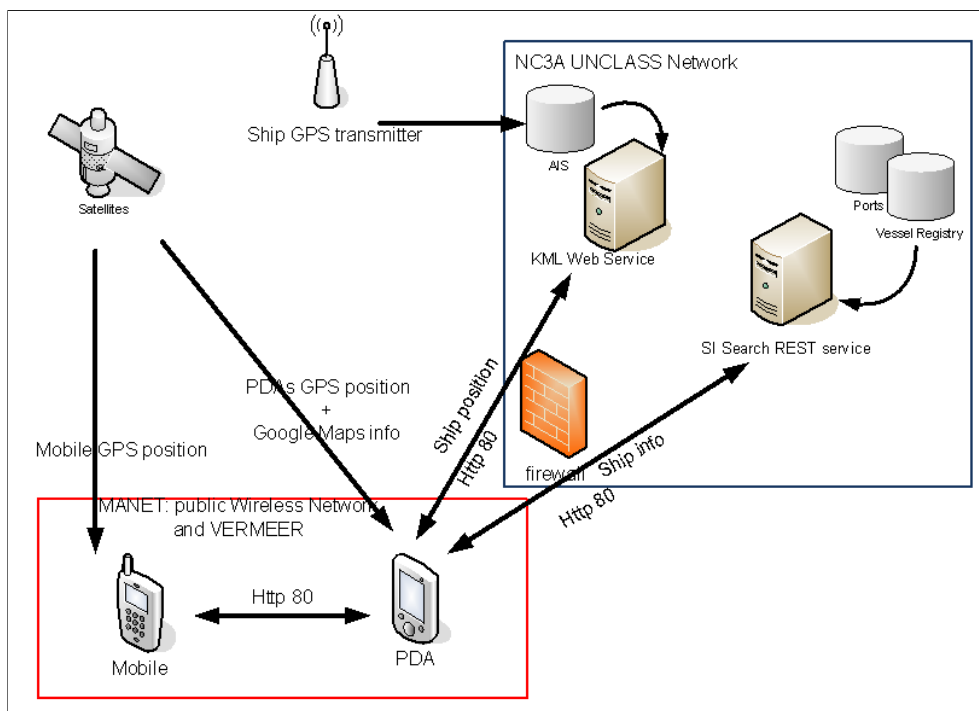 NC3A UNCLASS Network
Ship GPS transmitter
AIS
Satellites
Ports
Vessel Registry
KML Web Service
SI Search REST service
PDAs GPS position
+
Google Maps info
Ship position
Http 80
Mobile GPS position
firewall
Ship info
Http 80
MANET: public Wireless Network
and VERMEER
Http 80
Mobile
PDA